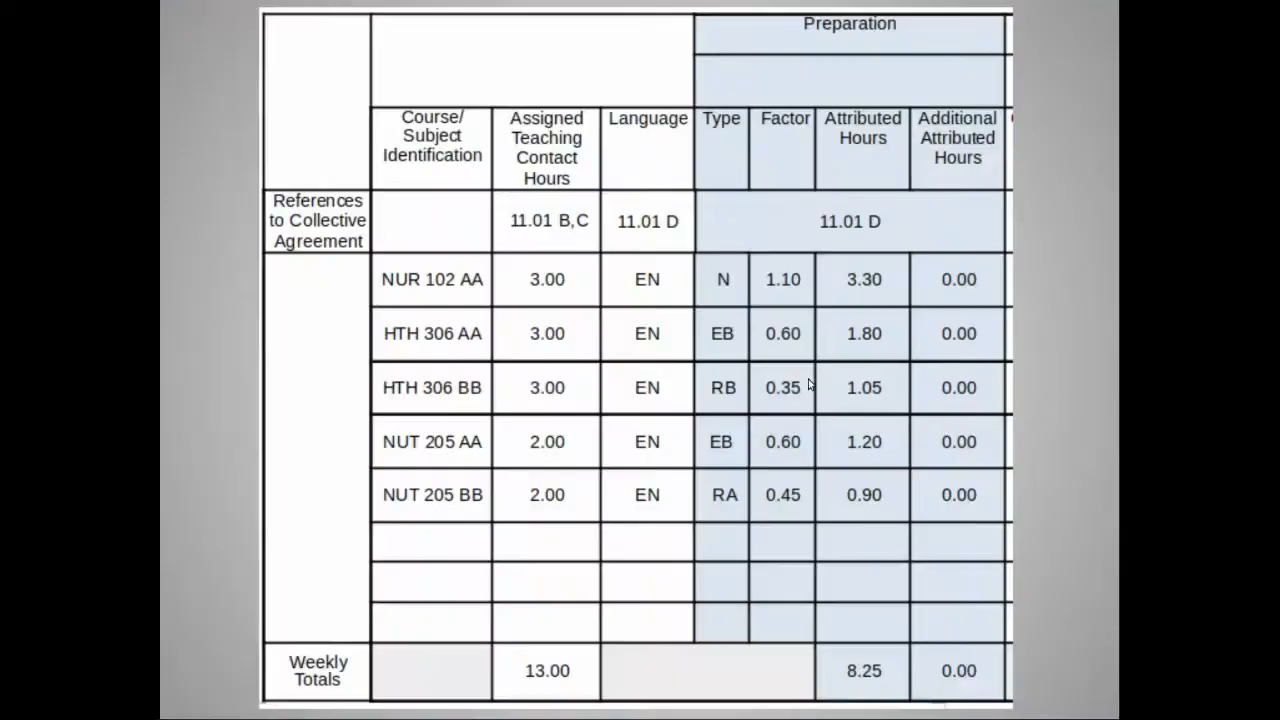 Preparation
Course/
Subject
Identification
Assigned
Teaching
Contact
Hours
Language
Type
Factor
Attributed
Hours
Additional
Attributed
Hours
References
to Collective
Agreement
11.01 B,C
11.01 D
11.01 D
NUR 102 AA 3.00 EN N 1.10 3.30 0.00
HTH 306 AA 3.00 EN EB 0.60 1.80 0.00
HTH 306 BB 3.00 EN RB 0.35 1.05 0.00
NUT 205 AA 2.00 EN EB 0.60 1.20 0.00
NUT 205 BB 2.00 EN RA 0.45 0.90 0.00
Weekly
Totals
13.00 8.25 0.00